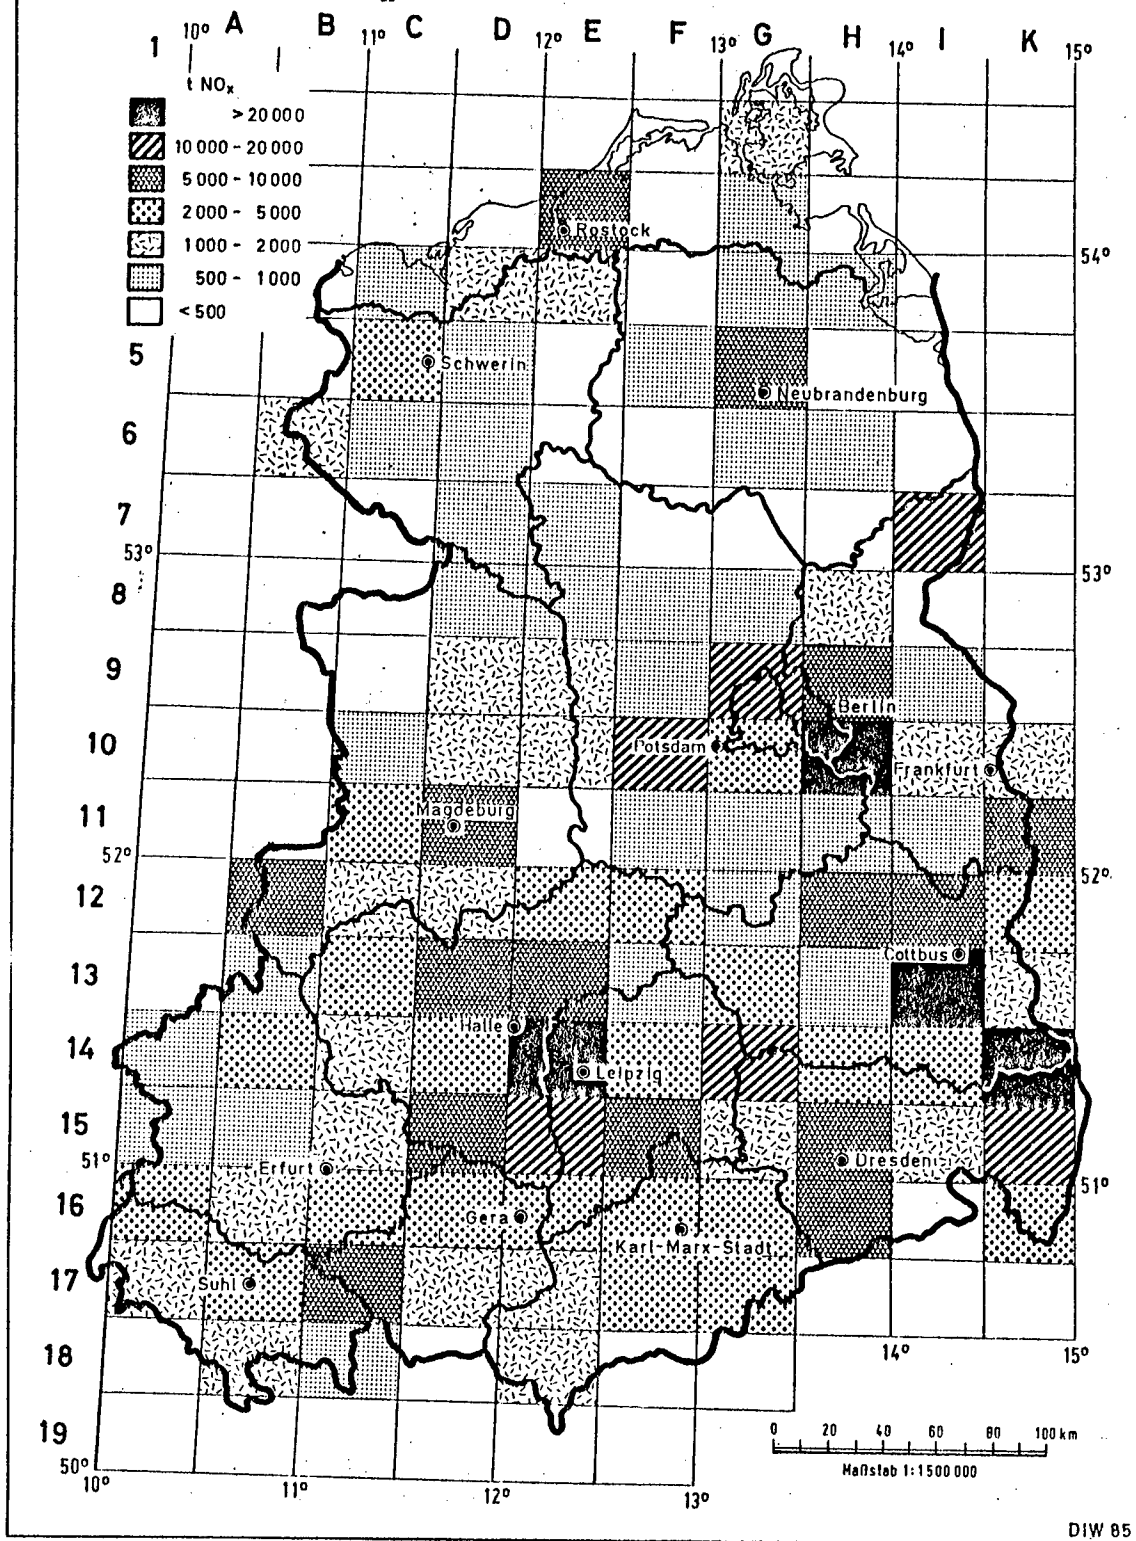 A B C D E F G H I K
10° 11° 12° 13° 14° 15°
1
t NOx
> 20 000
10 000 - 20 000
5 000 - 10 000
2 000 - 5 000
1000 - 2 000
500 - 1000
< 500
Rostock
54°
5
Schwerin
Neubrandenburg
6
7
53°
53°
8
9
Berlin
10
Potsdam
Frankfurt
11
Magdeburg
52°
52°
12
13
Cottbus
Halle
14
Leipzig
15
51°
Erfurt
Dresden
51°
16
Gera
Karl-Marx-Stadt
17
Suhl
18
14° 15°
19
0 20 40 60 80 100 km
50°
Maßstab 1:1500 000
10° 11° 12° 13°
DIW 85